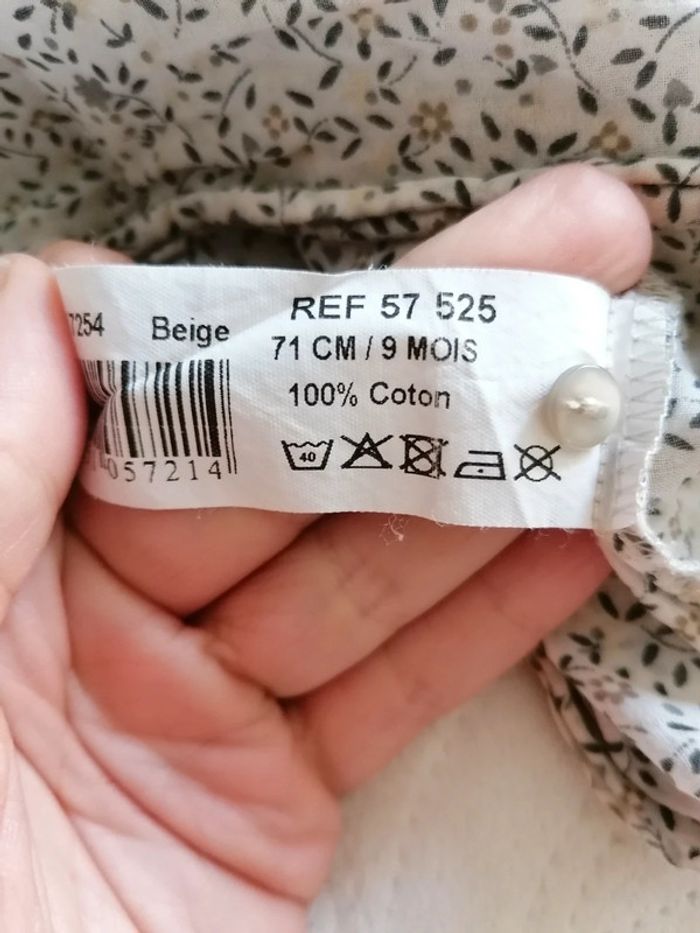 7254 Beige
057214
REF 57 525
71 CM / 9 MOIS
100% Coton
40